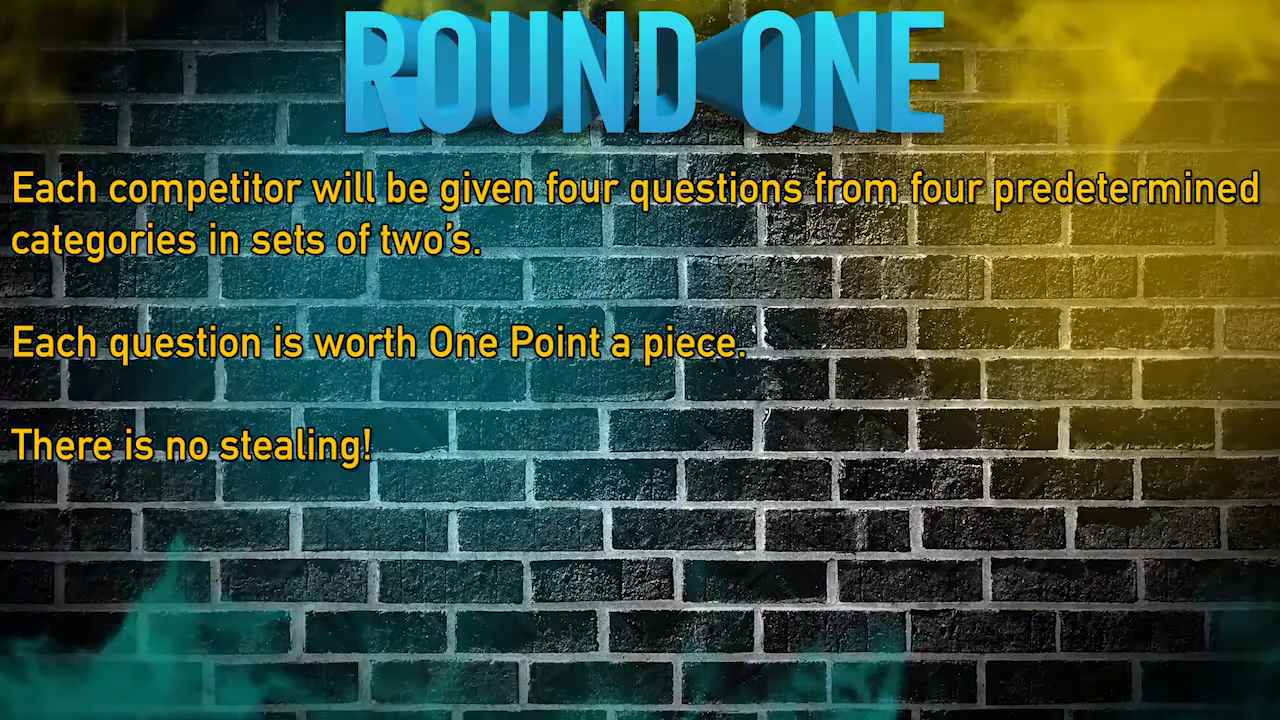 ROUND ONE
Each competitor will be given four questions from four predetermined
categories in sets of two's.
Each question is worth One Point a piece.
There is no stealing!